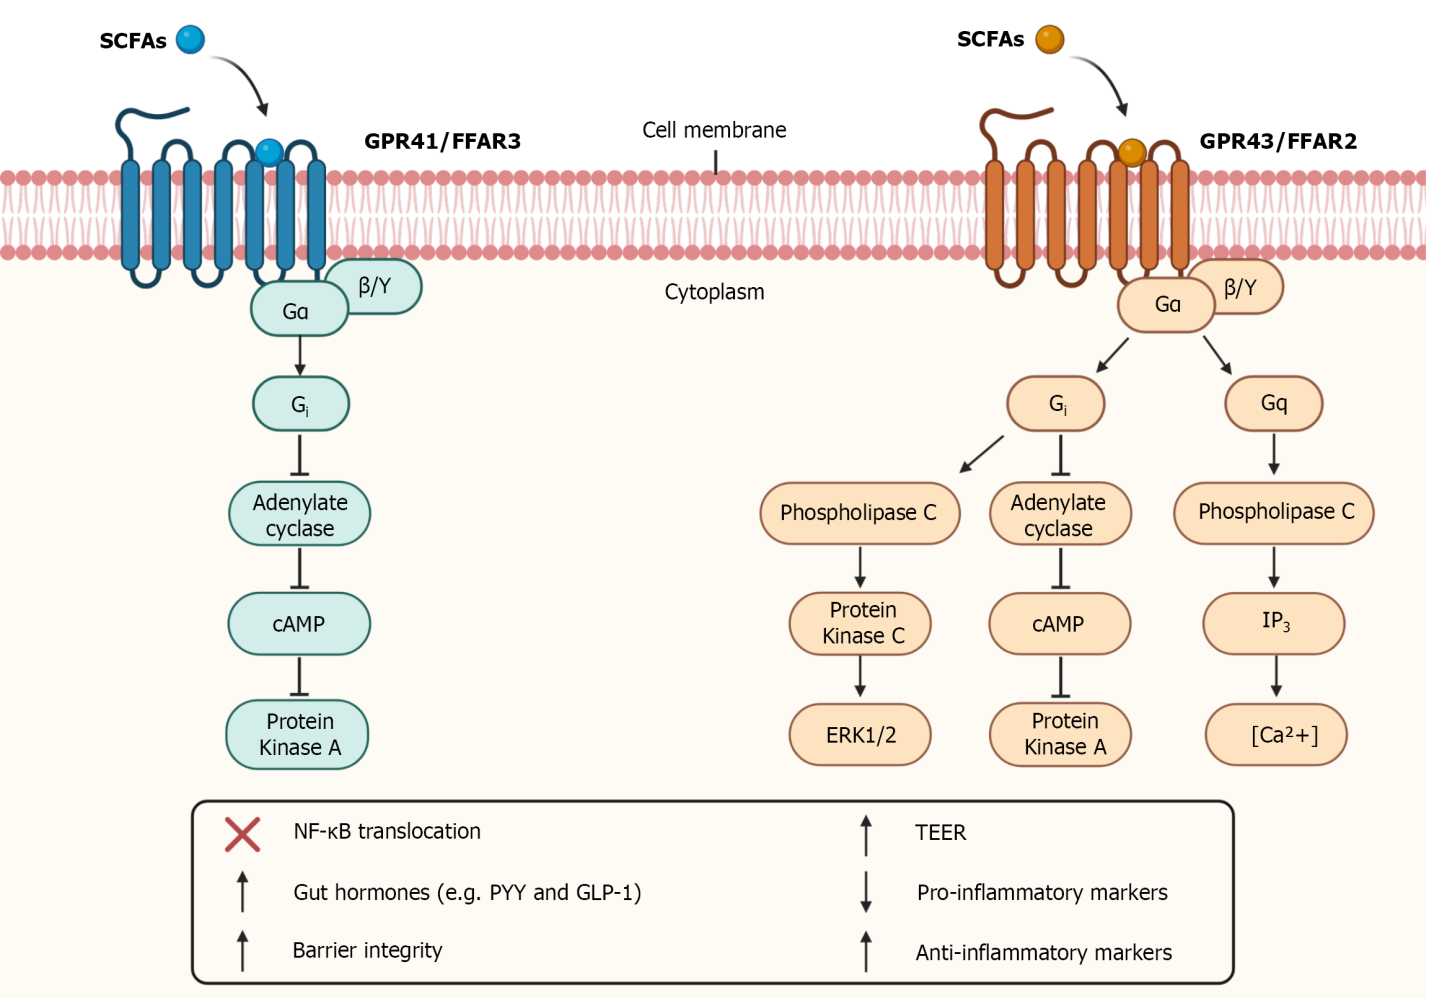 SCFAs
SCFAs
GPR41/FFAR3
Cell membrane
GPR43/FFAR2
Cytoplasm
β/Y
Gα
β/Y
Gα
Gi
Gi
Gq
Adenylate
cyclase
Phospholipase C
Adenylate
cyclase
Phospholipase C
cAMP
Protein
Kinase C
cAMP
IP3
Protein
Kinase A
ERK1/2
Protein
Kinase A
[Ca²+]
NF-κB translocation
TEER
Gut hormones (e.g. PYY and GLP-1)
Pro-inflammatory markers
Barrier integrity
Anti-inflammatory markers